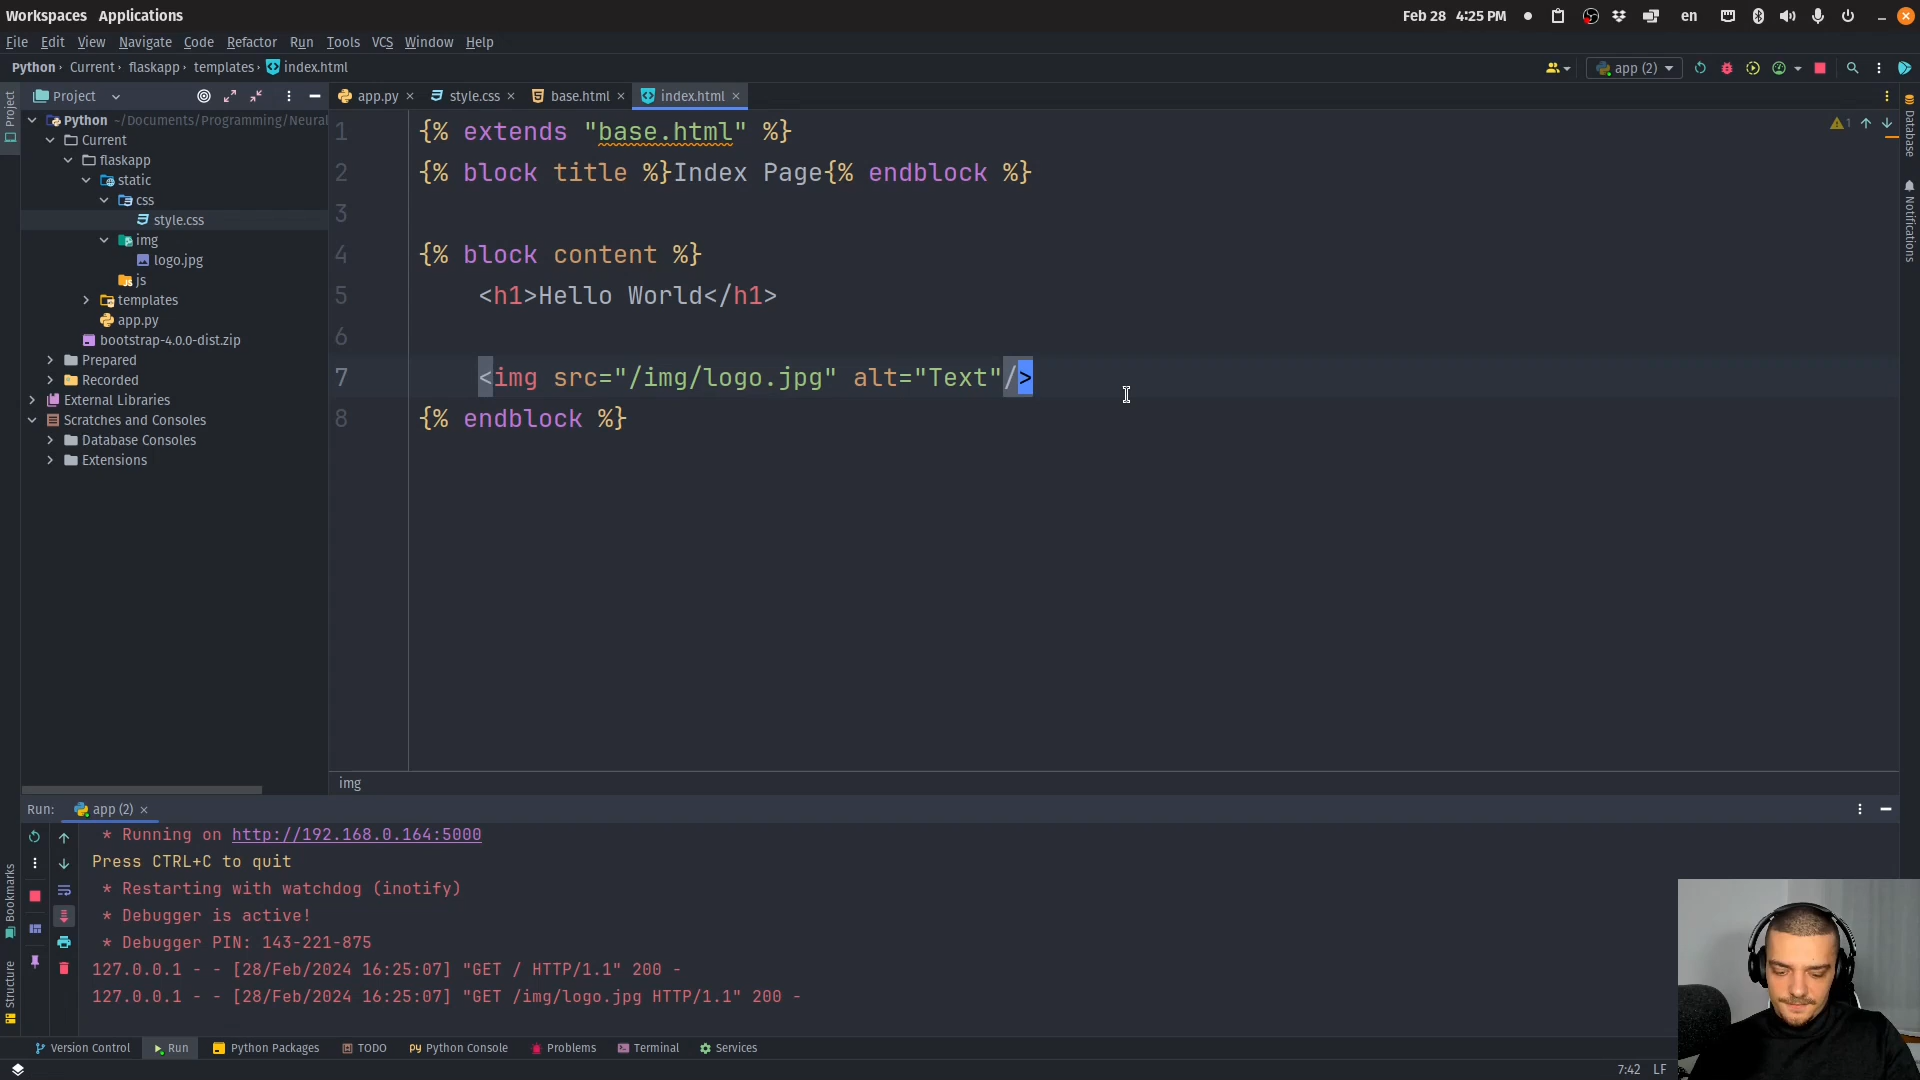 Workspaces Applications
Feb 28 4:25 PM
en
File Edit View Navigate Code Refactor Run Tools VCS Window Help
Python Current flaskapp templates index.html
app (2)
Project
app.py
style.css
base.html
index.html
Python ~/Documents/Programming/Neural
Current
flaskapp
static
css
style.css
img
logo.jpg
js
templates
app.py
bootstrap-4.0.0-dist.zip
Prepared
Recorded
External Libraries
Scratches and Consoles
Database Consoles
Extensions
1 {% extends "base.html" %}
2 {% block title %}Index Page{% endblock %}
3
4 {% block content %}
5 <h1>Hello World</h1>
6
7 <img src="/img/logo.jpg" alt="Text"/>
8 {% endblock %}
1
img
Project
Bookmarks
Structure
Database
Notifications
Run: app (2)
* Running on http://192.168.0.164:5000
Press CTRL+C to quit
* Restarting with watchdog (inotify)
* Debugger is active!
* Debugger PIN: 143-221-875
127.0.0.1 - - [28/Feb/2024 16:25:07] "GET / HTTP/1.1" 200 -
127.0.0.1 - - [28/Feb/2024 16:25:07] "GET /img/logo.jpg HTTP/1.1" 200 -
Version Control Run Python Packages TODO Python Console Problems Terminal Services
7:42 LF